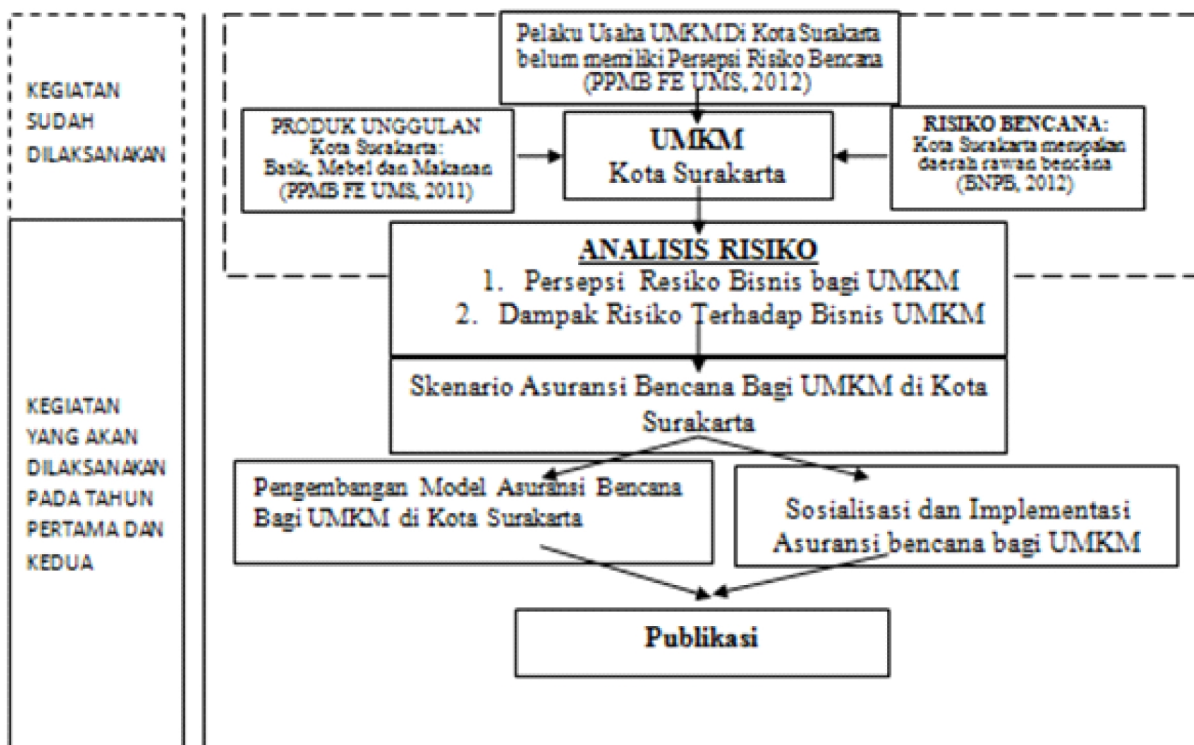 KEGIATAN
SUDAH
DILAKSANAKAN
Pelaku Usaha UMKM Di Kota Surakarta
belum memiliki Persepsi Risiko Bencana
(PPMB FE UMS, 2012)
PRODUK UNGGULAN
Kota Surakarta:
Batik, Mebel dan Makanan
(PPMB FE UMS, 2011)
UMKM
Kota Surakarta
RISIKO BENCANA:
Kota Surakarta merupakan
daerah rawan bencana
(BNPB, 2012)
ANALISIS RISIKO
1. Persepsi Resiko Bisnis bagi UMKM
2. Dampak Risiko Terhadap Bisnis UMKM
KEGIATAN
YANG AKAN
DILAKSANAKAN
PADA TAHUN
PERTAMA DAN
KEDUA
Skenario Asuransi Bencana Bagi UMKM di Kota
Surakarta
Pengembangan Model Asuransi Bencana
Bagi UMKM di Kota Surakarta
Sosialisasi dan Implementasi
Asuransi bencana bagi UMKM
Publikasi